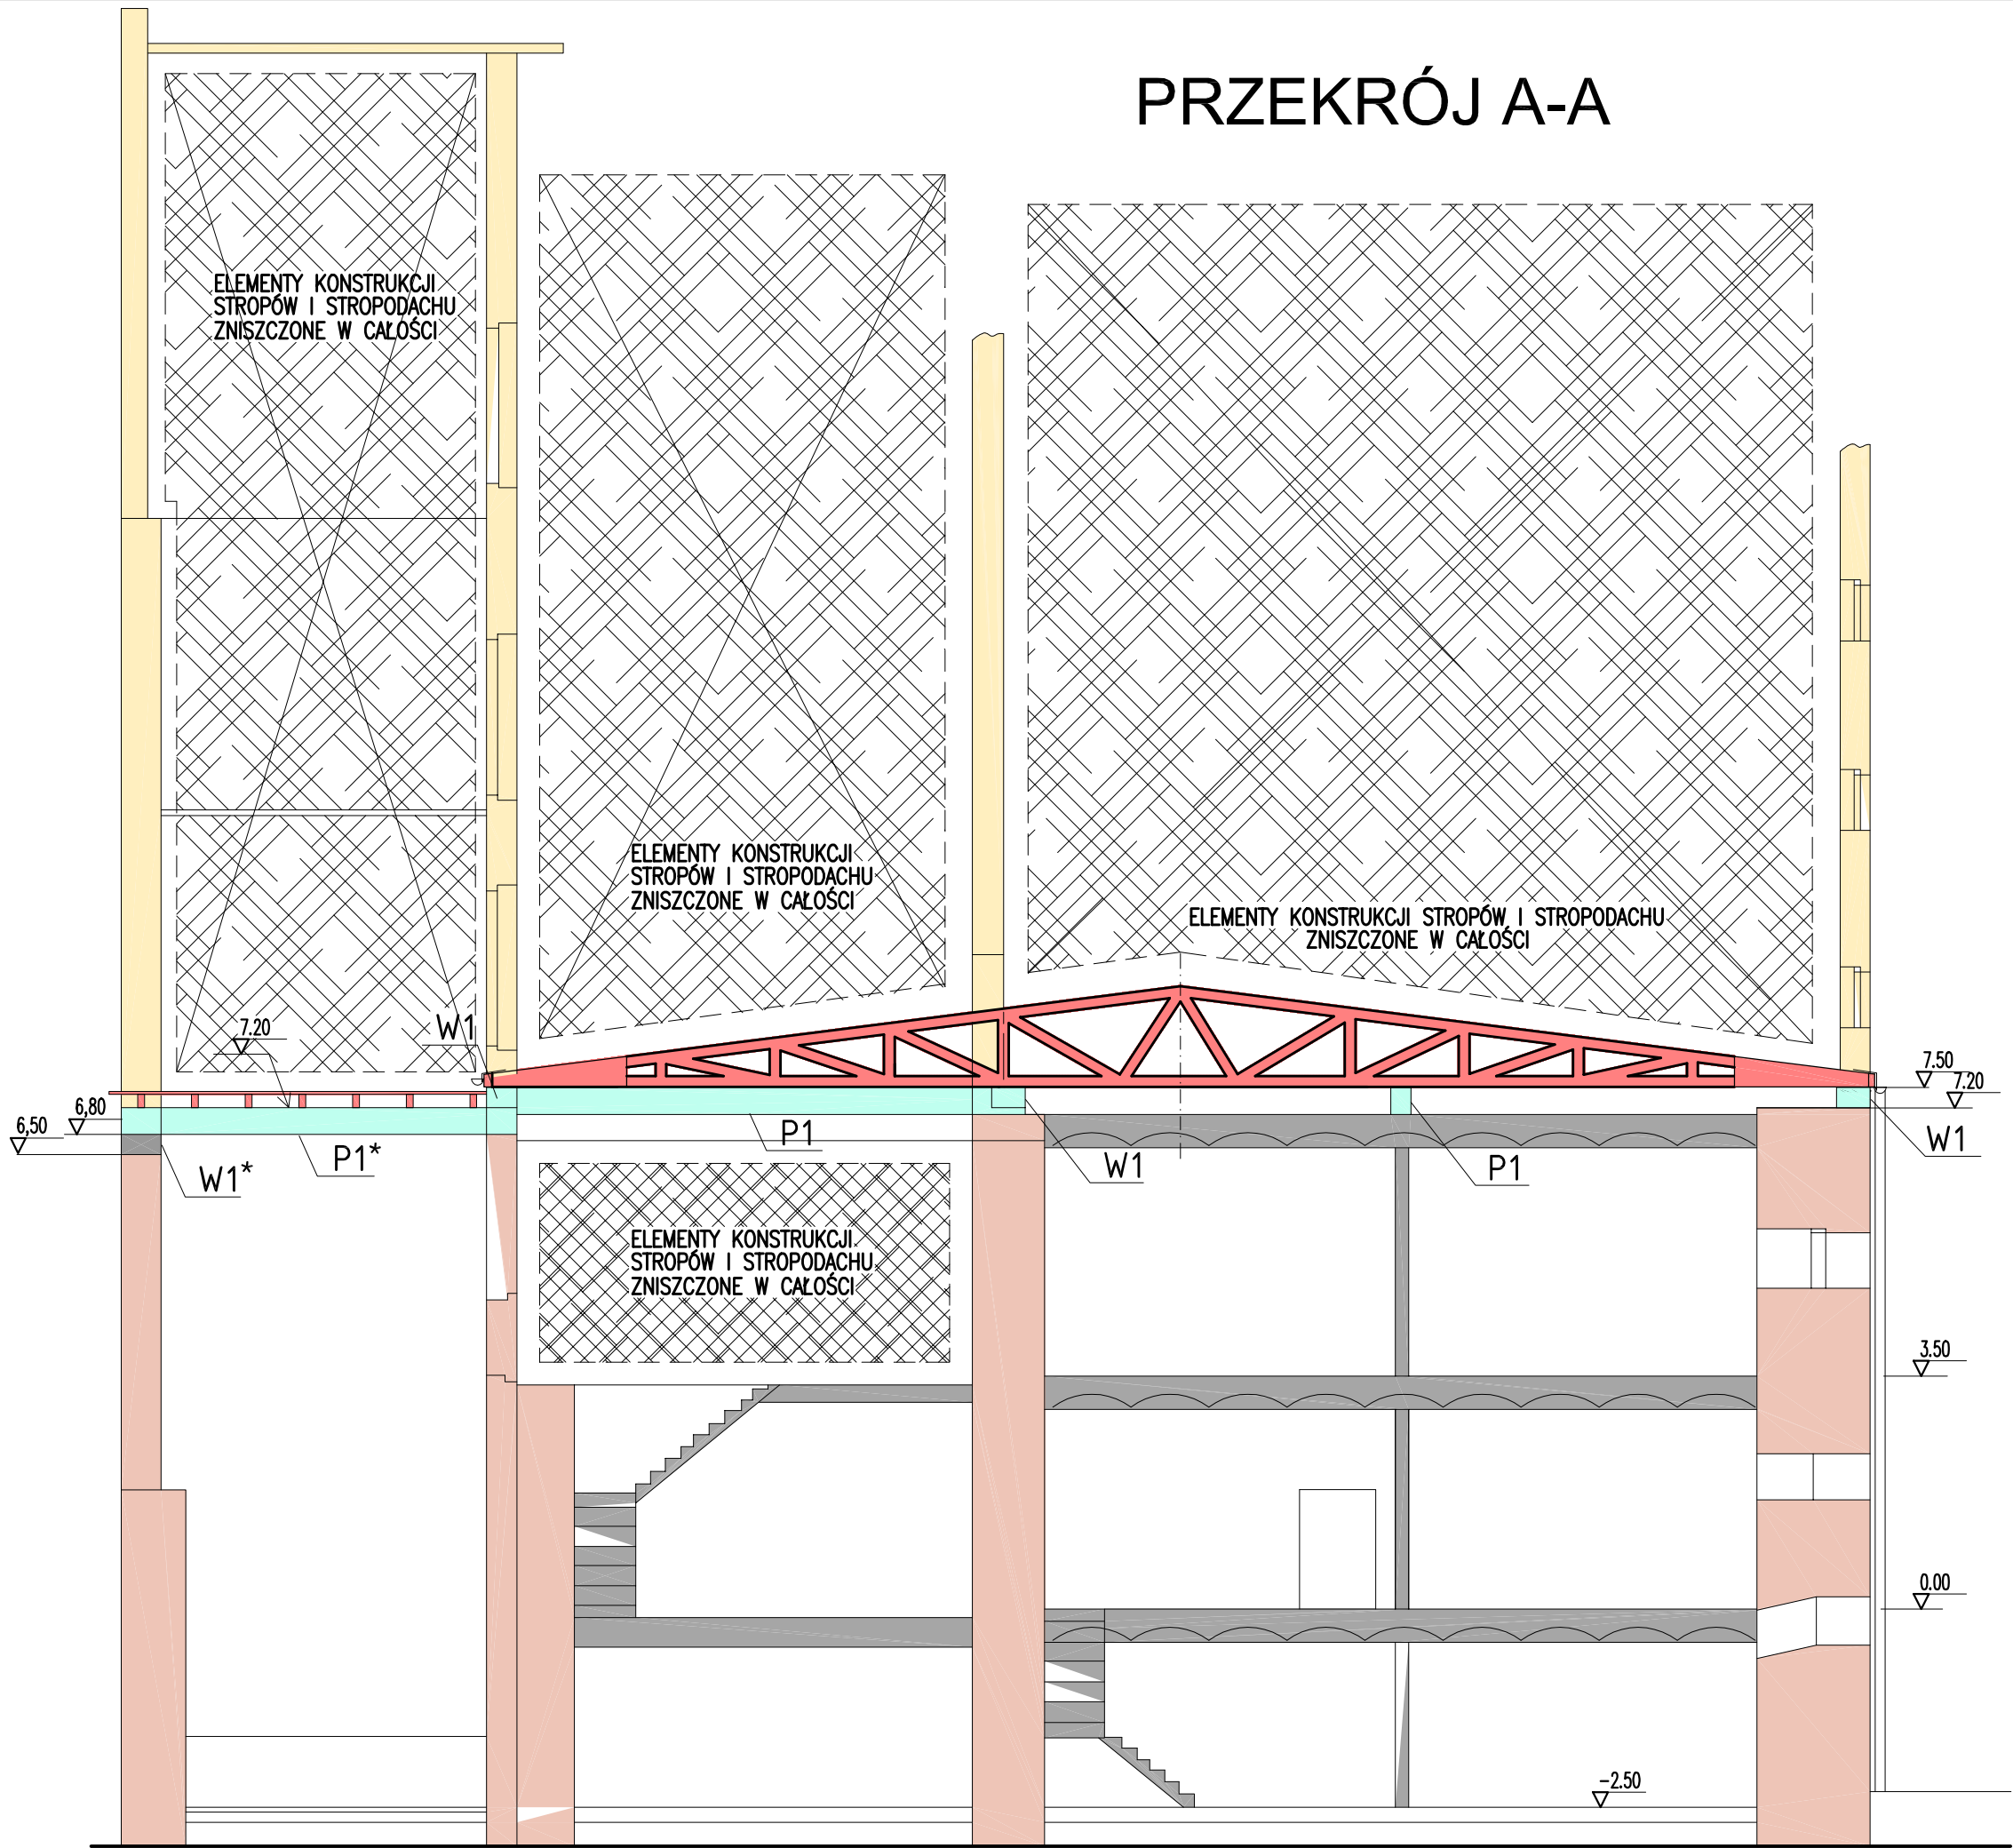 PRZEKRÓJ A-A
ELEMENTY KONSTRUKCJI
STROPÓW I STROPODACHU
ZNISZCZONE W CAŁOŚCI
ELEMENTY KONSTRUKCJI
STROPÓW I STROPODACHU
ZNISZCZONE W CAŁOŚCI
ELEMENTY KONSTRUKCJI STROPÓW I STROPODACHU
ZNISZCZONE W CAŁOŚCI
7.20
W1
7.50
7.20
6,80
6,50
P1
W1
P1*
W1*
W1
P1
ELEMENTY KONSTRUKCJI
STROPÓW I STROPODACHU
ZNISZCZONE W CAŁOŚCI
3.50
0.00
-2.50